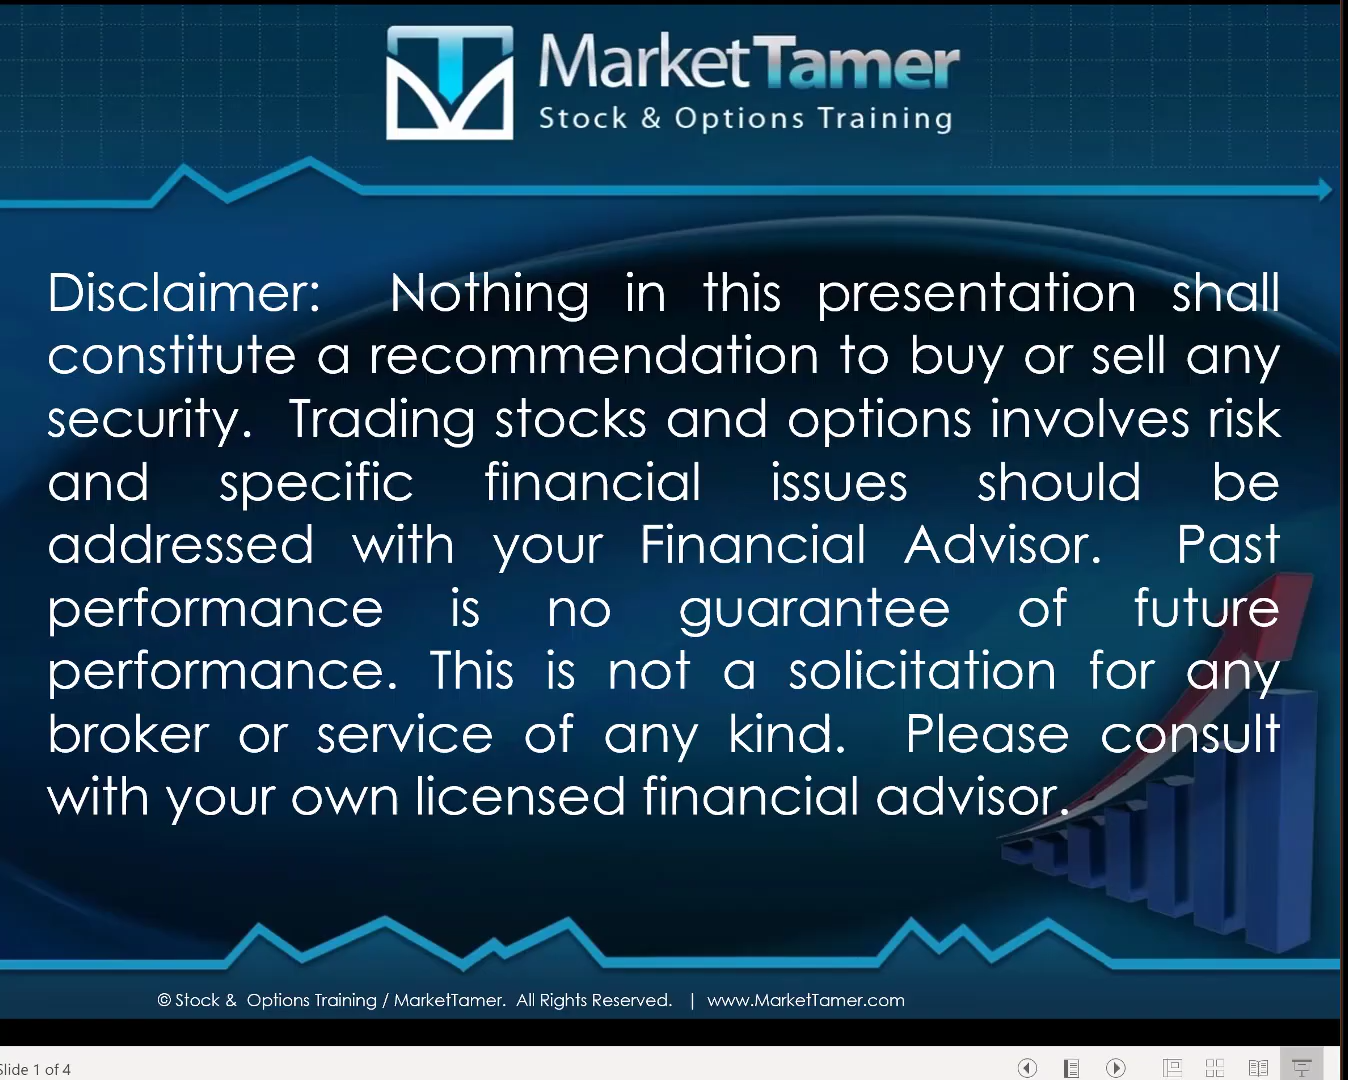 MarketTamer
Stock & Options Training
Disclaimer: Nothing in this presentation shall
constitute a recommendation to buy or sell any
security. Trading stocks and options involves risk
and specific financial issues should be
addressed with your Financial Advisor. Past
performance is no guarantee of future
performance. This is not a solicitation for any
broker or service of any kind. Please consult
with your own licensed financial advisor.
© Stock & Options Training / MarketTamer. All Rights Reserved. | www.MarketTamer.com
Slide 1 of 4